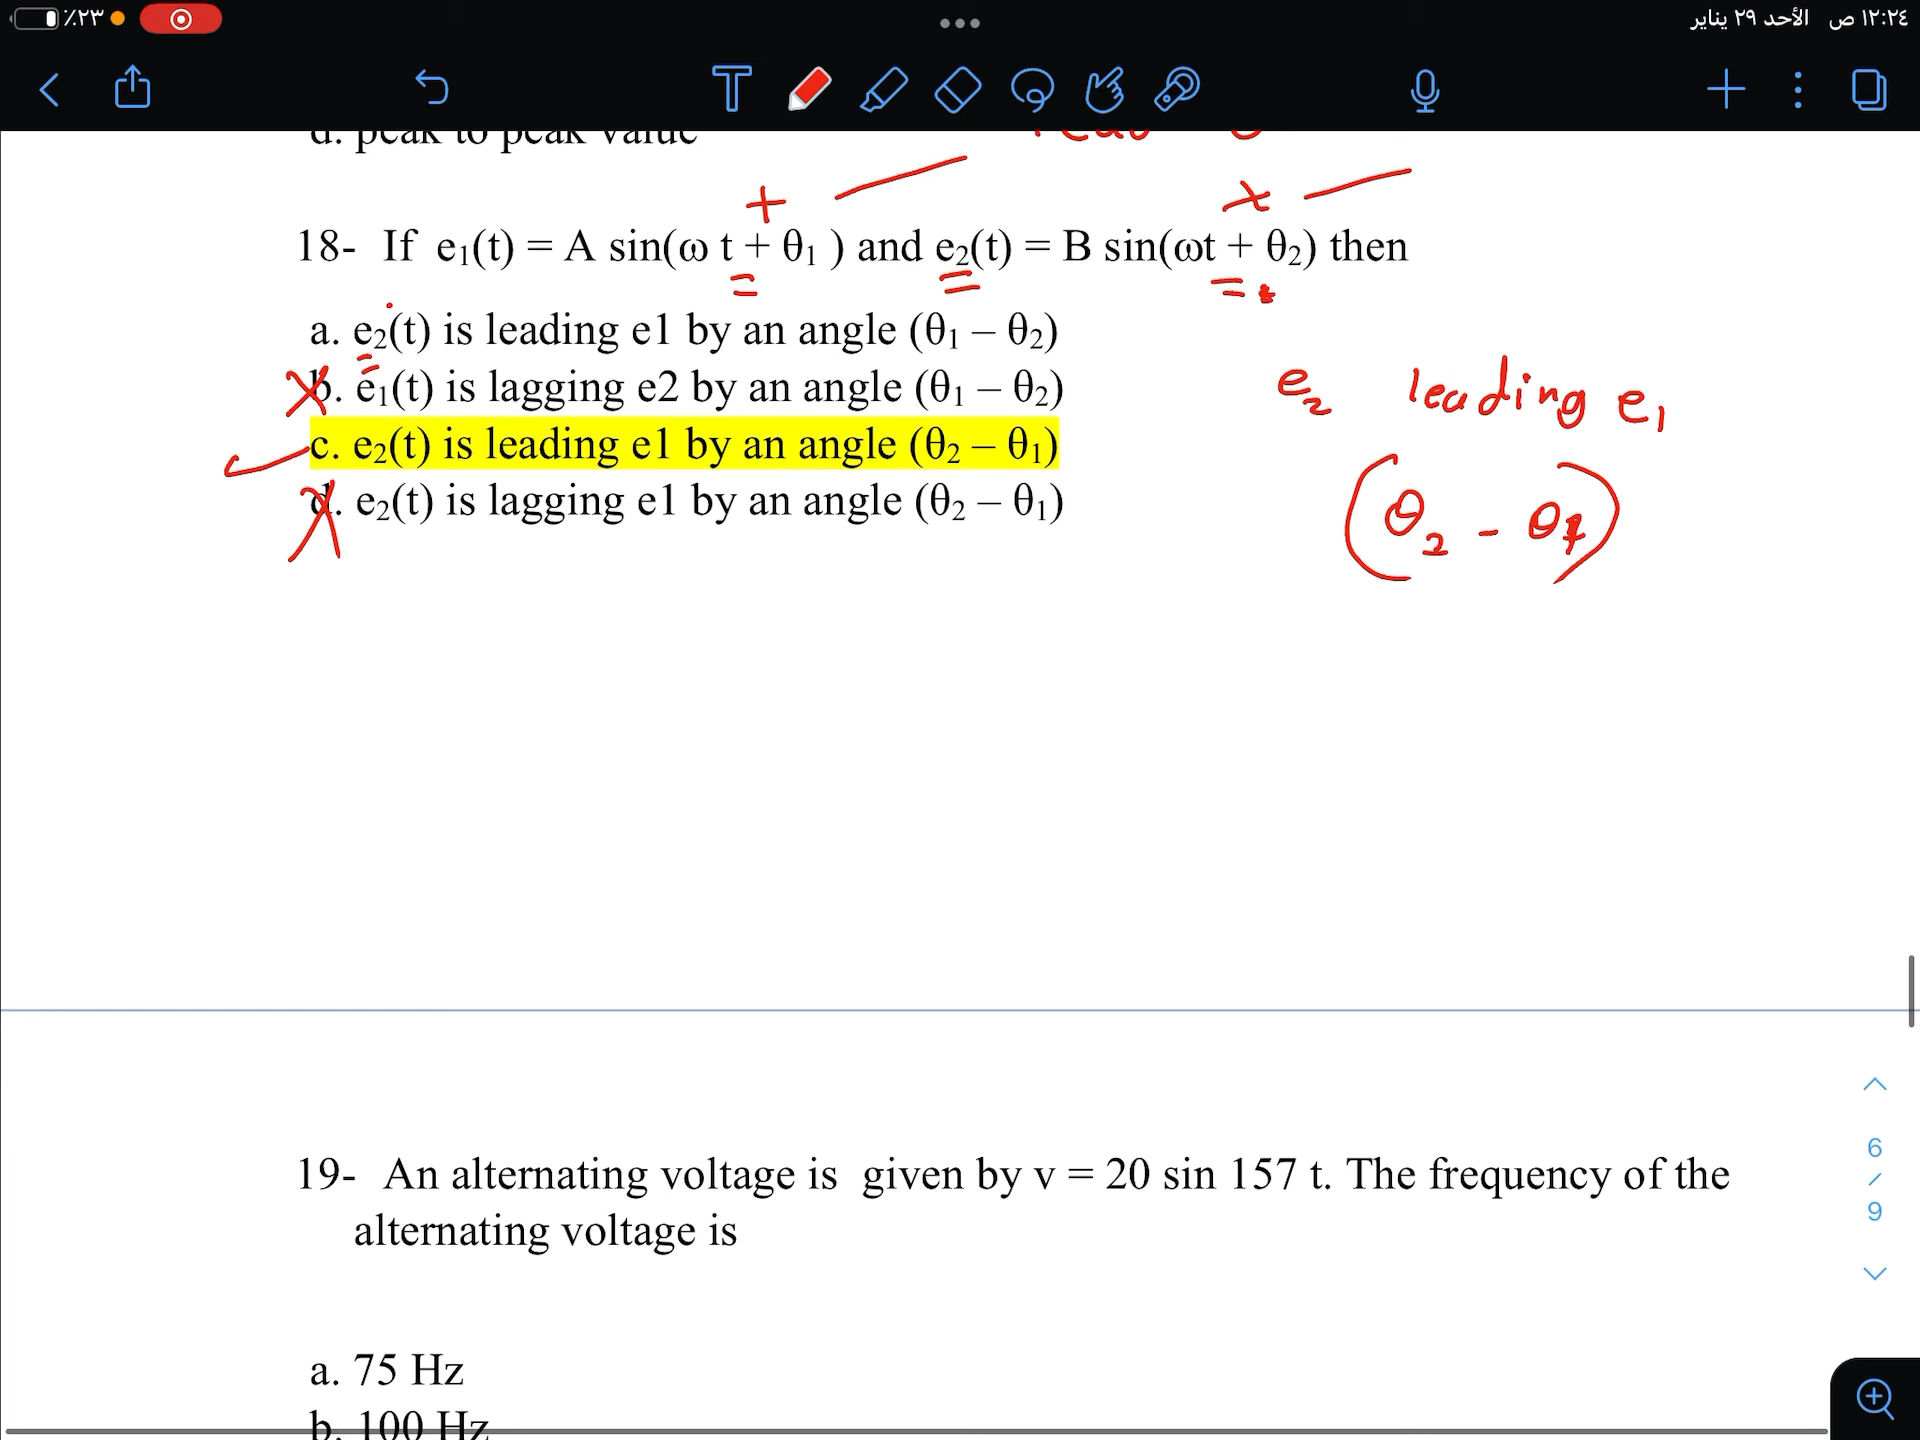 ٪٢٣
١٢:٢٤ ص الأحد ٢٩ يناير
d. peak to peak value
+
18- If e₁(t) = A sin(ω t + θ₁ ) and e₂(t) = B sin(ωt + θ₂) then
a. e₂(t) is leading e1 by an angle (θ₁ – θ₂)
b. e₁(t) is lagging e2 by an angle (θ₁ – θ₂)
c. e₂(t) is leading e1 by an angle (θ₂ – θ₁)
d. e₂(t) is lagging e1 by an angle (θ₂ – θ₁)
e₂ leading e₁
(θ₂ - θ₁)
19- An alternating voltage is given by v = 20 sin 157 t. The frequency of the
alternating voltage is
a. 75 Hz
b. 100 Hz
6
/
9